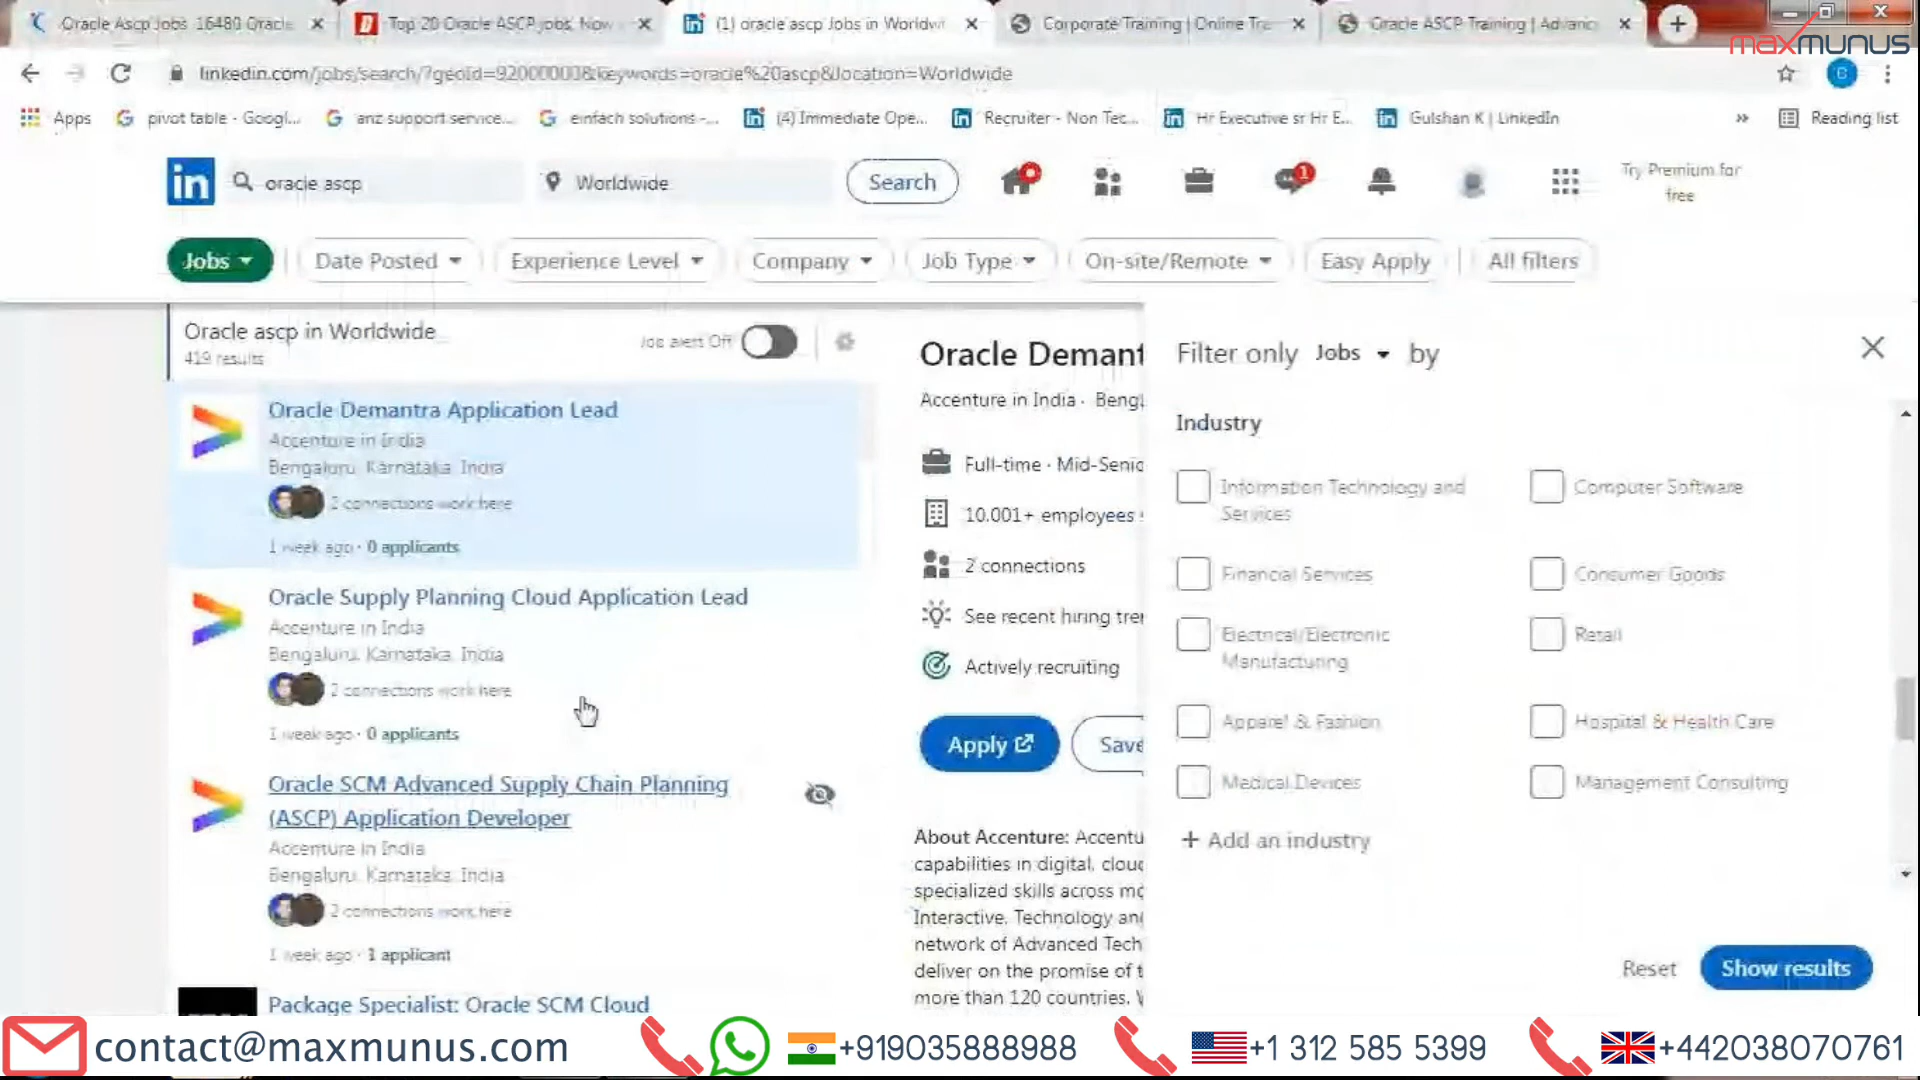 Oracle Ascp Jobs 16489 Oracle
Top 20 Oracle ASCP jobs, Now
(1) oracle ascp Jobs in Worldwi
Corporate Training | Online Tra
Oracle ASCP Training | Advanc
maxmunus
linkedin.com/jobs/search/?geoId=92000000&keywords=oracle%20ascp&location=Worldwide
Apps
pivot table - Googl...
anz support service...
einfach solutions -...
(4) Immediate Ope...
Recruiter - Non Tec...
Hr Executive sr Hr E...
Gulshan K | LinkedIn
Reading list
in
oracle ascp
Worldwide
Search
1
Try Premium for
free
Jobs
Date Posted
Experience Level
Company
Job Type
On-site/Remote
Easy Apply
All filters
Oracle ascp in Worldwide
419 results
Job alert Off
Oracle Demantra Application Lead
Accenture in India
Bengaluru, Karnataka, India
2 connections work here
1 week ago · 0 applicants
Oracle Supply Planning Cloud Application Lead
Accenture in India
Bengaluru, Karnataka, India
2 connections work here
1 week ago · 0 applicants
Oracle SCM Advanced Supply Chain Planning
(ASCP) Application Developer
Accenture in India
Bengaluru, Karnataka, India
2 connections work here
1 week ago · 1 applicant
Package Specialist: Oracle SCM Cloud
Oracle Demant
Accenture in India · Beng
Full-time · Mid-Senio
10,001+ employees
2 connections
See recent hiring tre
Actively recruiting
Apply
Save
About Accenture: Accentu
capabilities in digital, clou
specialized skills across mo
Interactive, Technology an
network of Advanced Tech
deliver on the promise of t
more than 120 countries.
Filter only Jobs by
Industry
Information Technology and
Services
Computer Software
Financial Services
Consumer Goods
Electrical/Electronic
Manufacturing
Retail
Apparel & Fashion
Hospital & Health Care
Medical Devices
Management Consulting
+ Add an industry
Reset
Show results
contact@maxmunus.com
+919035888988
+1 312 585 5399
+442038070761